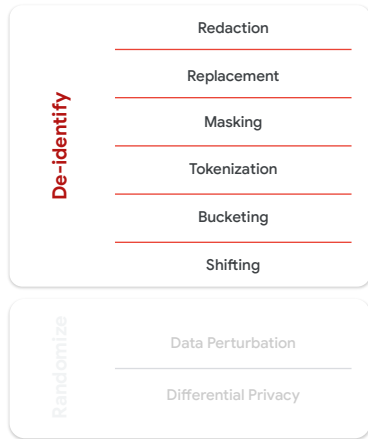 De-identify
Redaction
Replacement
Masking
Tokenization
Bucketing
Shifting
Randomize
Data Perturbation
Differential Privacy